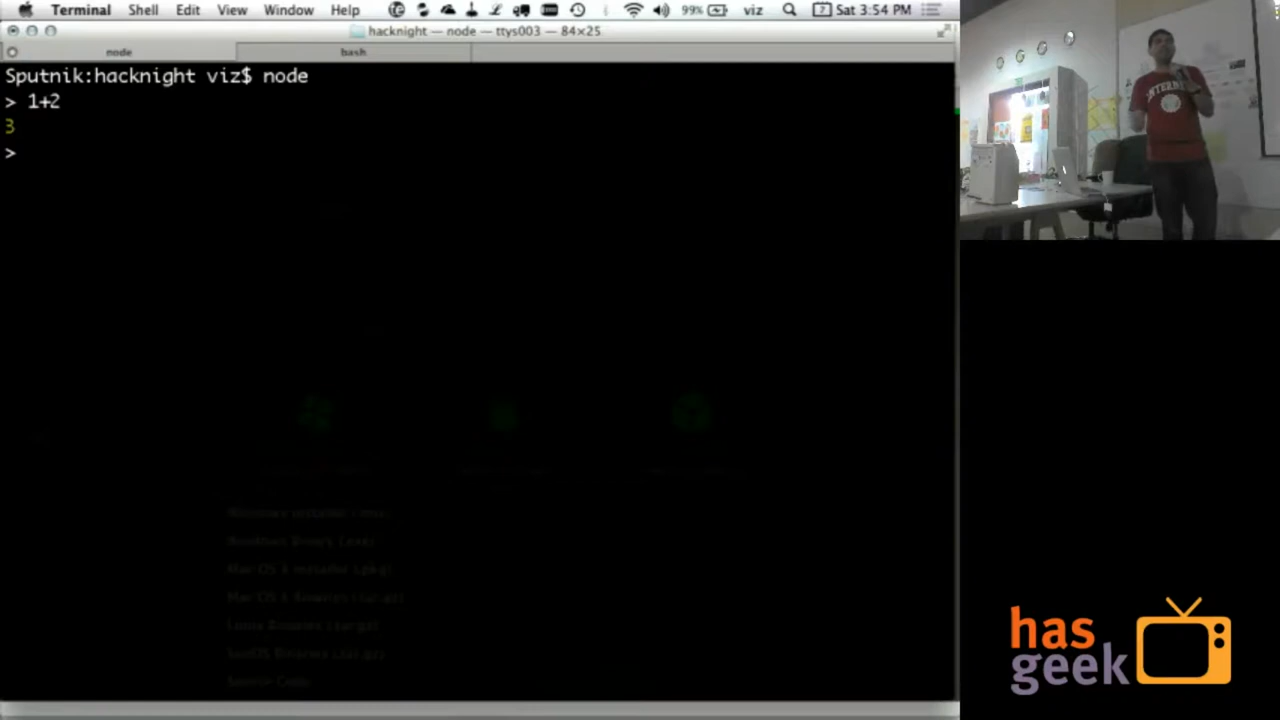 Terminal Shell Edit View Window Help 99% viz Sat 3:54 PM
hacknight — node — ttys003 — 84×25
node bash
Sputnik:hacknight viz$ node
> 1+2
3
>
has
geek